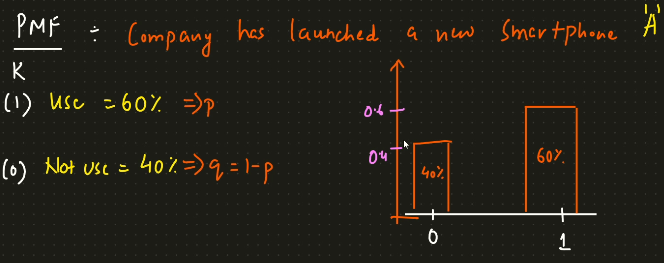 PMF ÷ Company has launched a new Smartphone 'A'
K
(1) Use = 60% => p
(0) Not use = 40% => q = 1-p
0.6
0.4
40%
60%
0
1